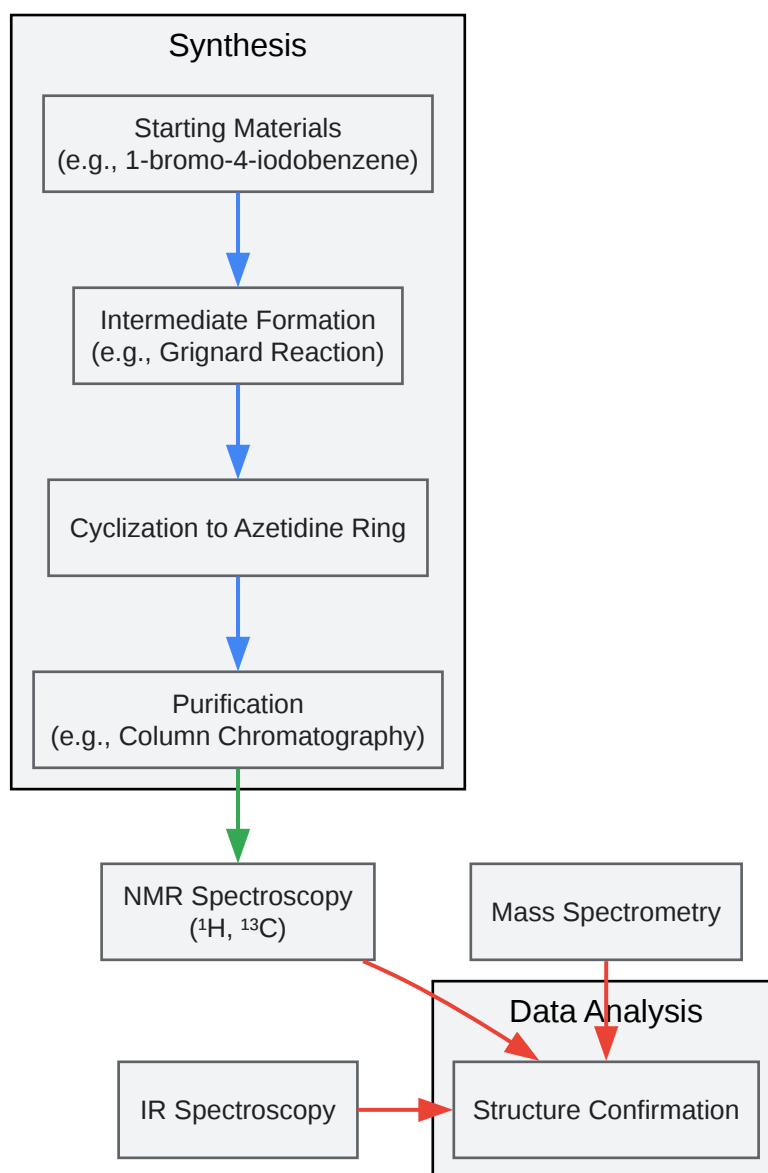 Synthesis
Starting Materials
(e.g., 1-bromo-4-iodobenzene)
Intermediate Formation
(e.g., Grignard Reaction)
Cyclization to Azetidine Ring
Purification
(e.g., Column Chromatography)
NMR Spectroscopy
(¹H, ¹³C)
Mass Spectrometry
Data Analysis
IR Spectroscopy
Structure Confirmation